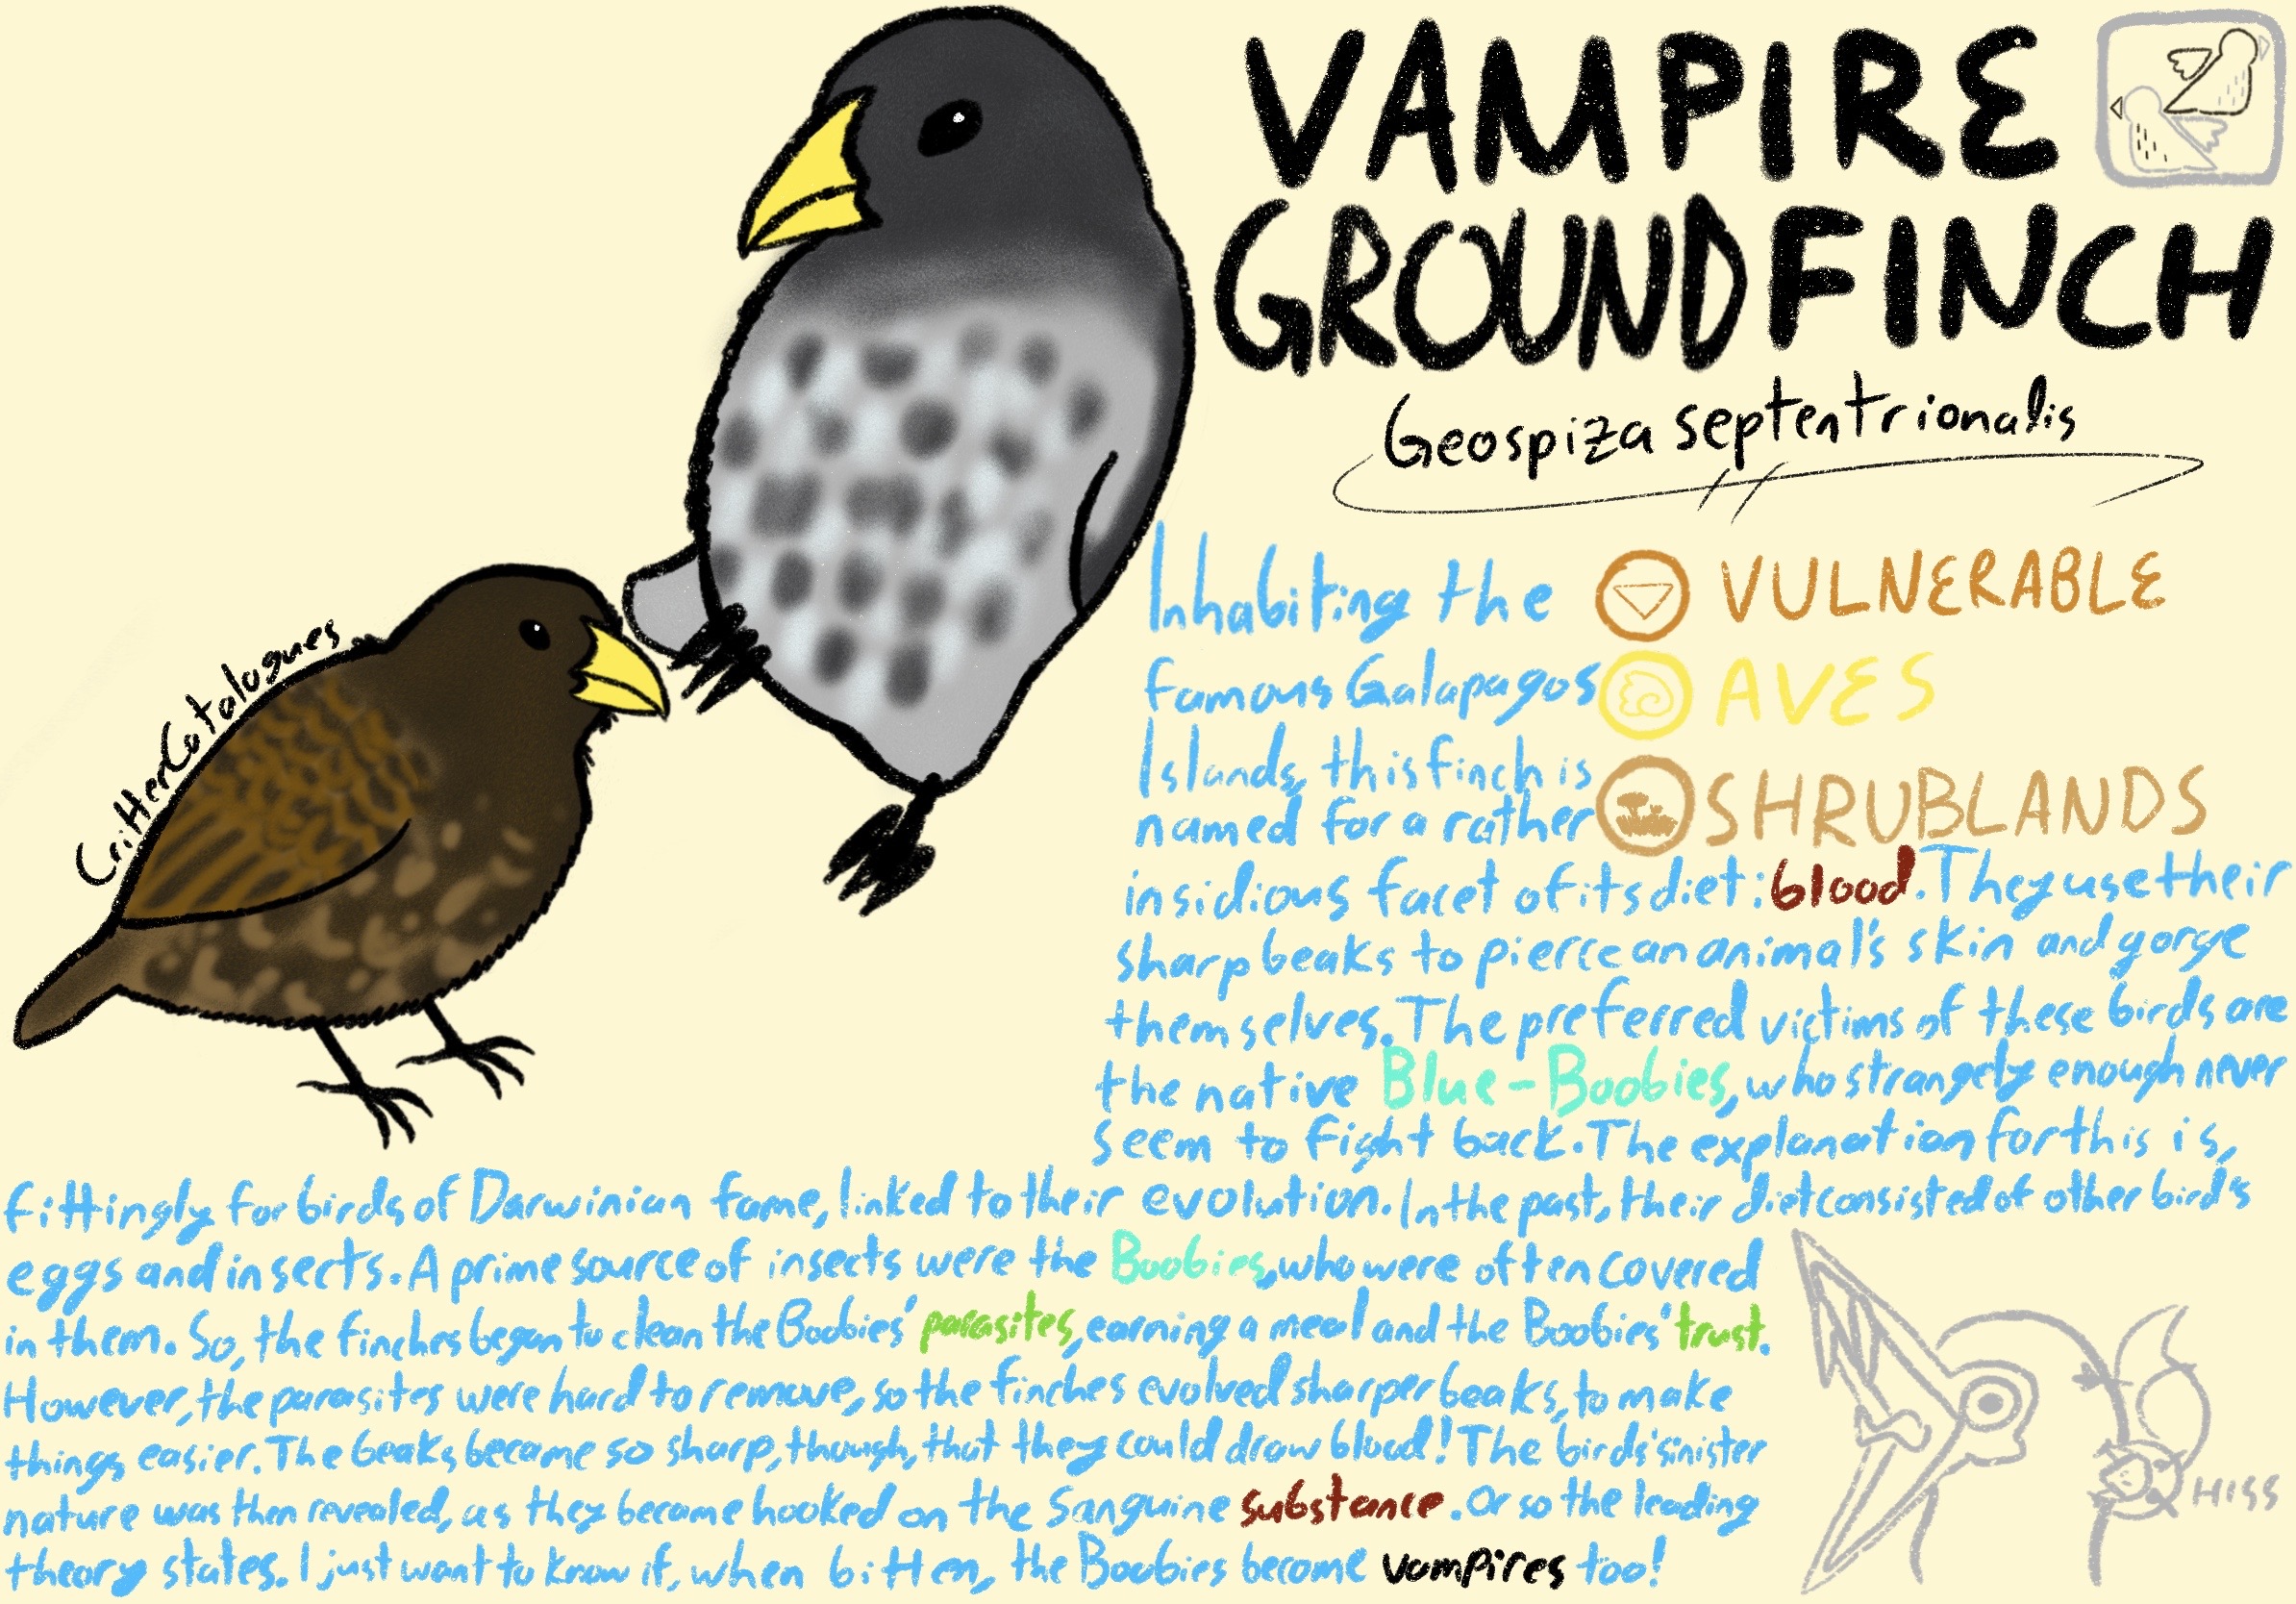 VAMPIRE
GROUND FINCH
Geospiza septentrionalis
VULNERABLE
AVES
SHRUBLANDS
Inhabiting the
famous Galapagos
Islands, this finch is
named for a rather
insidious facet of its diet: blood. They use their
sharp beaks to pierce an animal's skin and gorge
themselves. The preferred victims of these birds are
the native Blue-Boobies, who strangely enough never
seem to fight back. The explanation for this is,
fittingly for birds of Darwinian fame, linked to their evolution. In the past, their diet consisted of other bird's
eggs and insects. A prime source of insects were the Boobies, who were often covered
in them. So, the finches began to clean the Boobies' parasites, earning a meal and the Boobies' trust.
However, the parasites were hard to remove, so the finches evolved sharper beaks, to make
things easier. The beaks became so sharp, though, that they could draw blood! The birds' sinister
nature was then revealed, as they became hooked on the sanguine substance. Or so the leading
theory states. I just want to know if, when bitten, the Boobies become vampires too!
CritterCatalogues
HISS